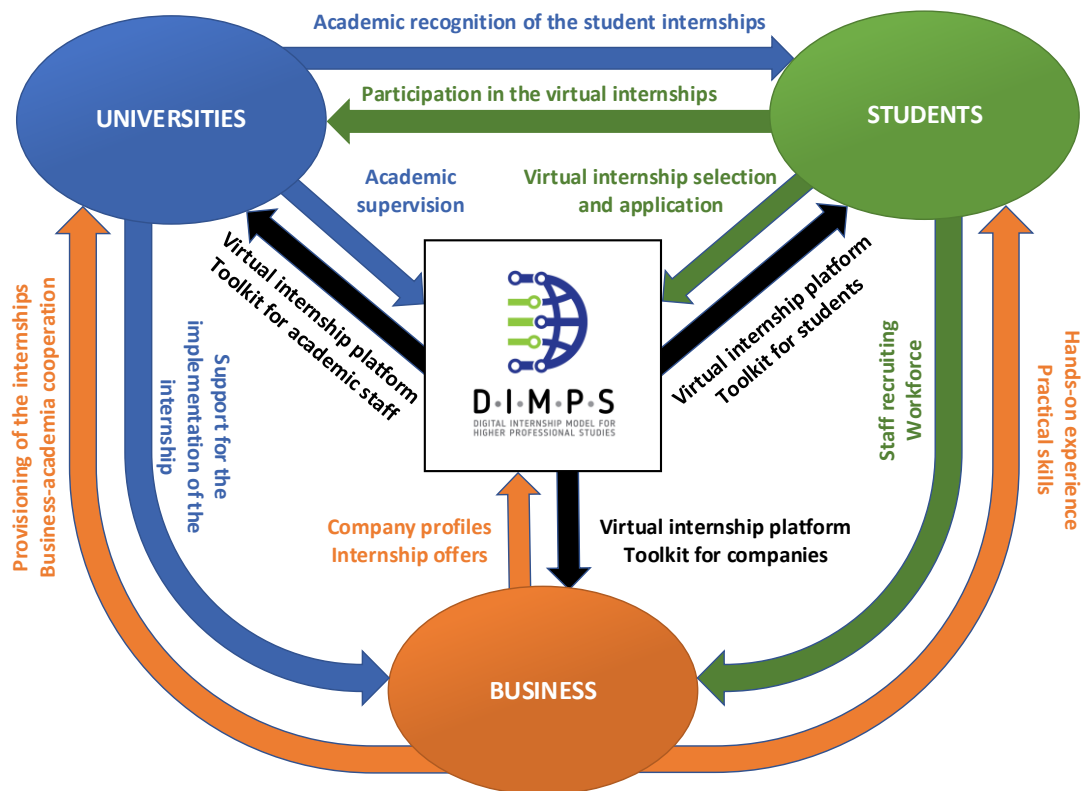 Academic recognition of the student internships
Participation in the virtual internships
UNIVERSITIES
STUDENTS
Academic
supervision
Virtual internship selection
and application
Virtual internship platform
Toolkit for academic staff
Virtual internship platform
Toolkit for students
D·I·M·P·S
DIGITAL INTERNSHIP MODEL FOR
HIGHER PROFESSIONAL STUDIES
Provisioning of the internships
Business-academia cooperation
Support for the
implementation of the
internship
Staff recruiting
Workforce
Hands-on experience
Practical skills
Company profiles
Internship offers
Virtual internship platform
Toolkit for companies
BUSINESS